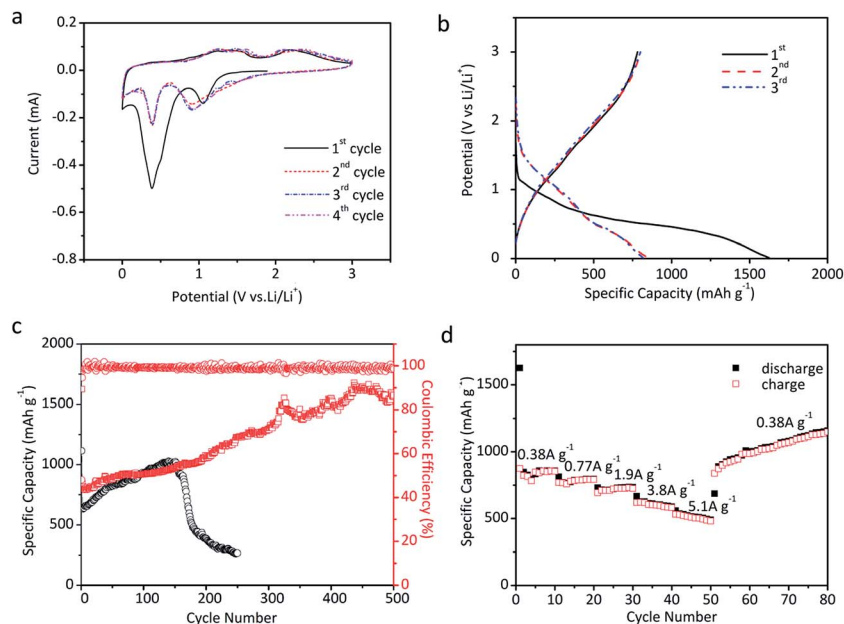 a
0.2
0.0
-0.2
-0.4
-0.6
-0.8
Current (mA)
1st cycle
2nd cycle
3rd cycle
4th cycle
0
1
2
3
Potential (V vs.Li/Li+)
b
3
2
1
0
Potential (V vs Li/Li+)
1st
2nd
3rd
0
500
1000
1500
2000
Specific Capacity (mAh g-1)
c
2000
1500
1000
500
0
Specific Capacity (mAh g-1)
100
80
60
40
20
0
Coulombic Efficiency (%)
0
100
200
300
400
500
Cycle Number
d
1500
1000
500
0
Specific Capacity (mAh g-1)
discharge
charge
0.38A g-1
0.77A g-1
1.9A g-1
3.8A g-1
5.1A g-1
0.38A g-1
0
10
20
30
40
50
60
70
80
Cycle Number